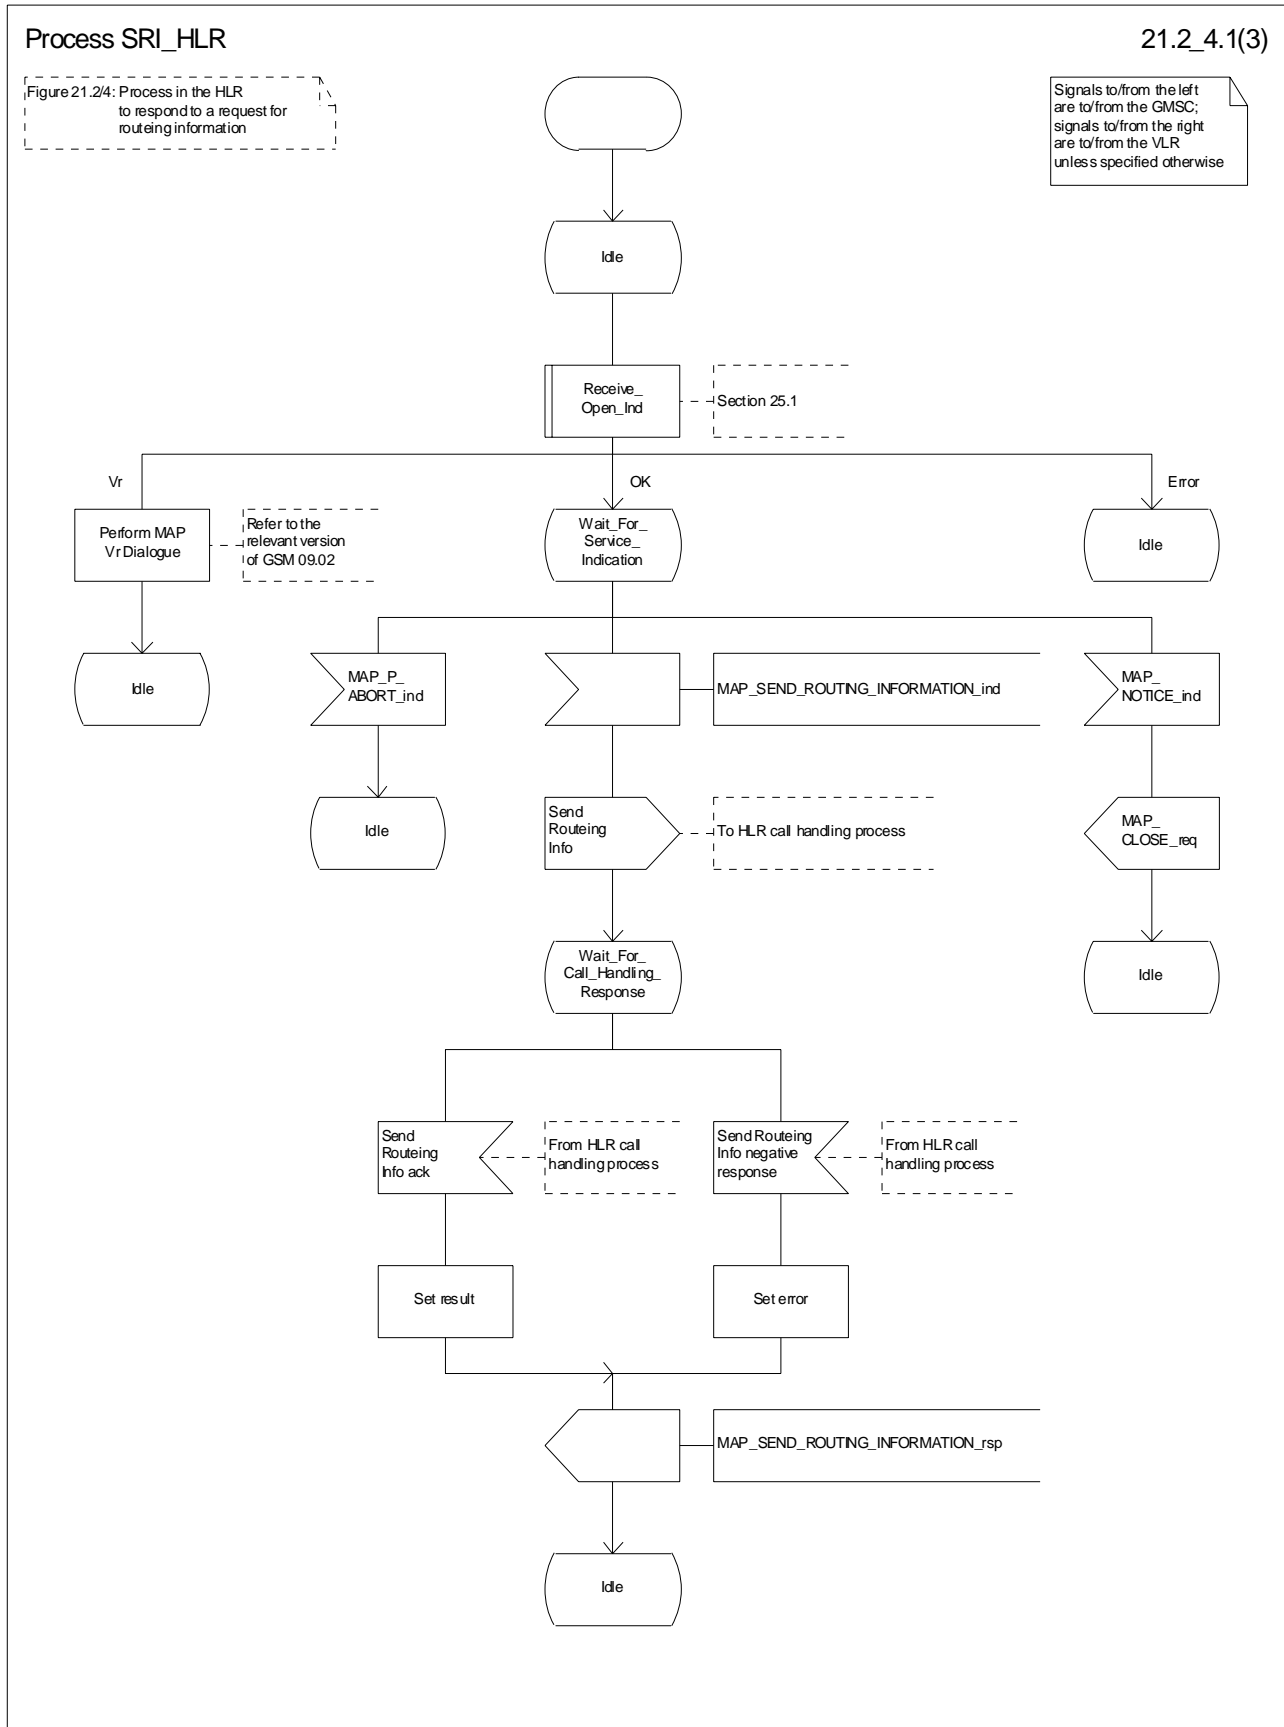 Process SRI_HLR
21.2_4.1(3)
Figure 21.2/4: Process in the HLR
to respond to a request for
routeing information
Signals to/from the left
are to/from the GMSC;
signals to/from the right
are to/from the VLR
unless specified otherwise
Idle
Receive_
Open_Ind
Section 25.1
Vr
OK
Error
Perform MAP
Vr Dialogue
Refer to the
relevant version
of GSM 09.02
Wait_For_
Service_
Indication
Idle
Idle
MAP_P_
ABORT_ind
MAP_SEND_ROUTING_INFORMATION_ind
MAP_
NOTICE_ind
Idle
Send
Routeing
Info
To HLR call handling process
MAP_
CLOSE_req
Wait_For_
Call_Handling_
Response
Idle
Send
Routeing
Info ack
From HLR call
handling process
Send Routeing
Info negative
response
From HLR call
handling process
Set result
Set error
MAP_SEND_ROUTING_INFORMATION_rsp
Idle